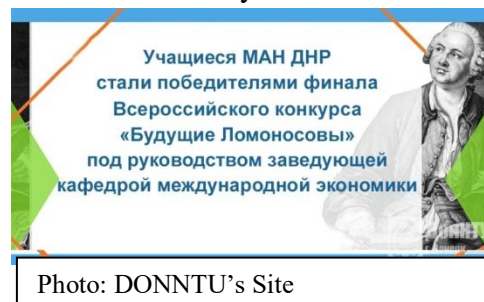 Учащиеся МАН ДНР
стали победителями финала
Всероссийского конкурса
«Будущие Ломоносовы»
под руководством заведующей
кафедрой международной экономики
Photo: DONNTU's Site